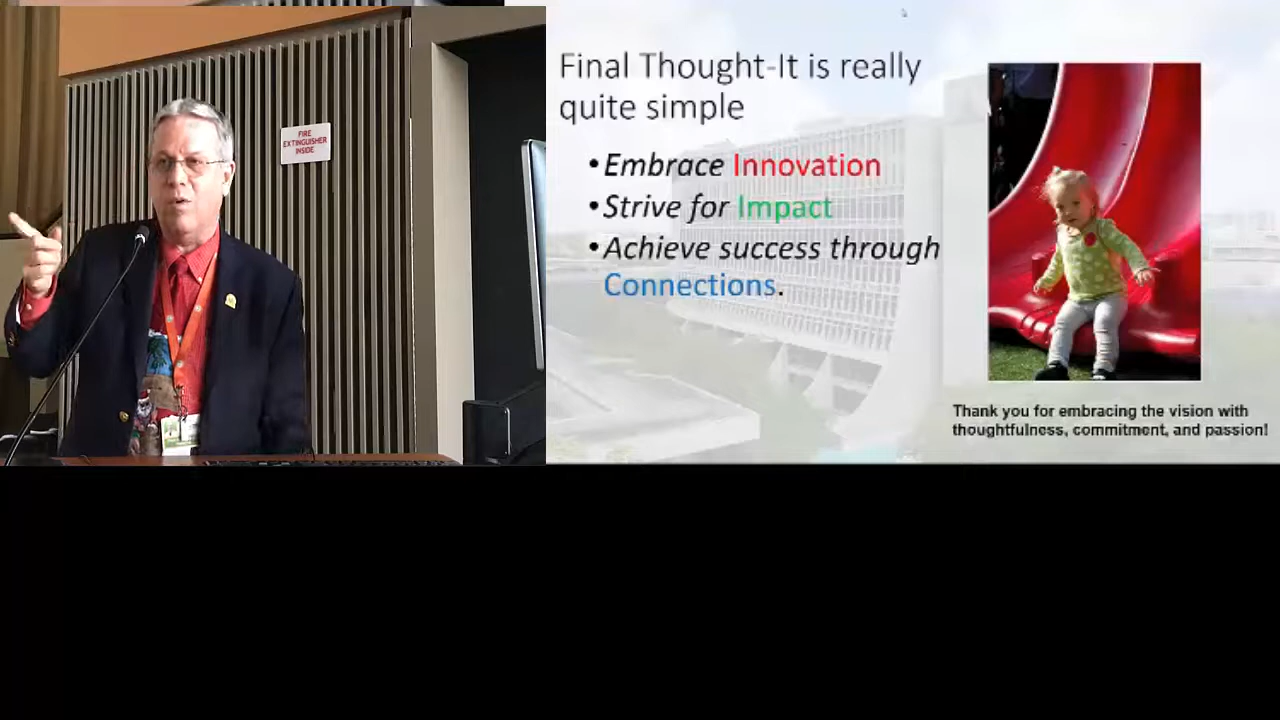 FIRE
EXTINGUISHER
INSIDE
Final Thought-It is really
quite simple
•Embrace Innovation
•Strive for Impact
•Achieve success through
Connections.
Thank you for embracing the vision with
thoughtfulness, commitment, and passion!